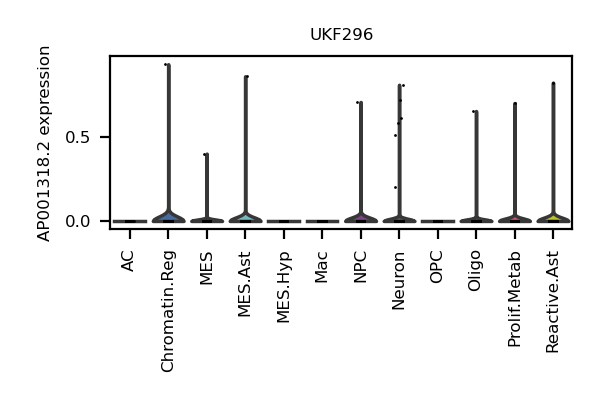 UKF296
AP001318.2 expression
0.5
0.0
AC
Chromatin.Reg
MES
MES.Ast
MES.Hyp
Mac
NPC
Neuron
OPC
Oligo
Prolif.Metab
Reactive.Ast